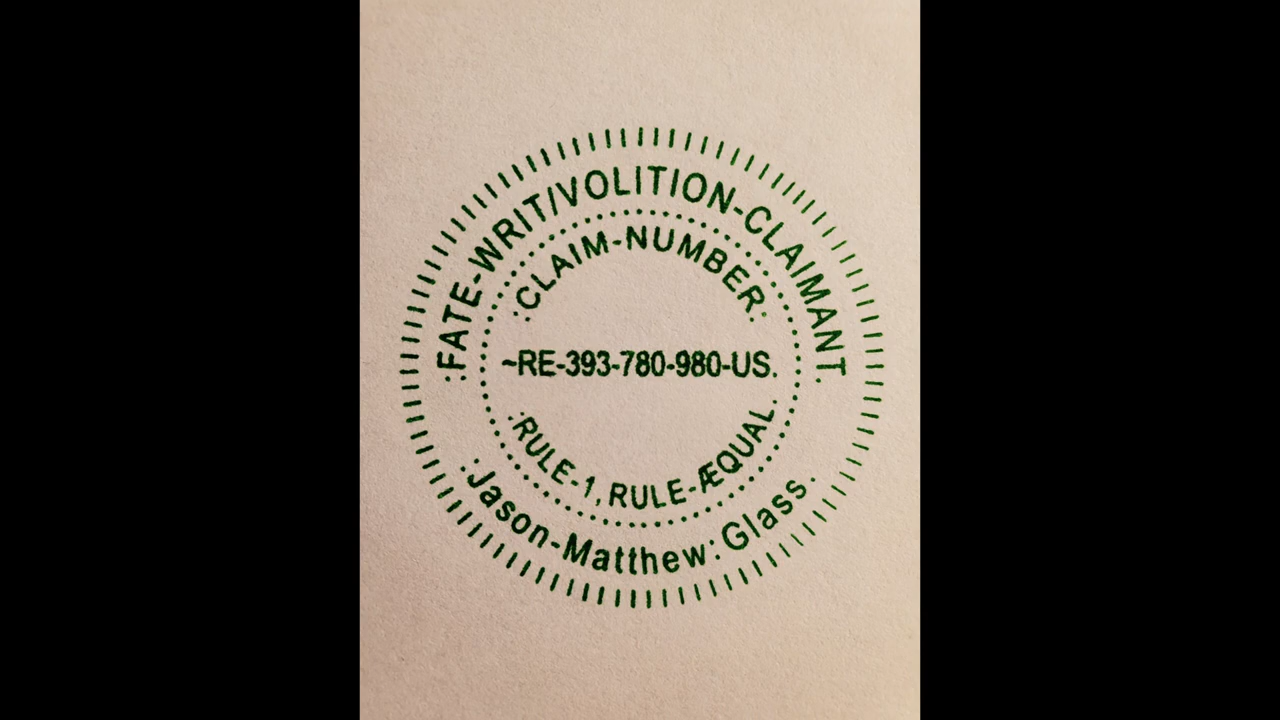 :FATE-WRIT/VOLITION-CLAIMANT.
:CLAIM-NUMBER:
~RE-393-780-980-US.
:RULE-1, RULE-ÆQUAL.
:Jason-Matthew: Glass.